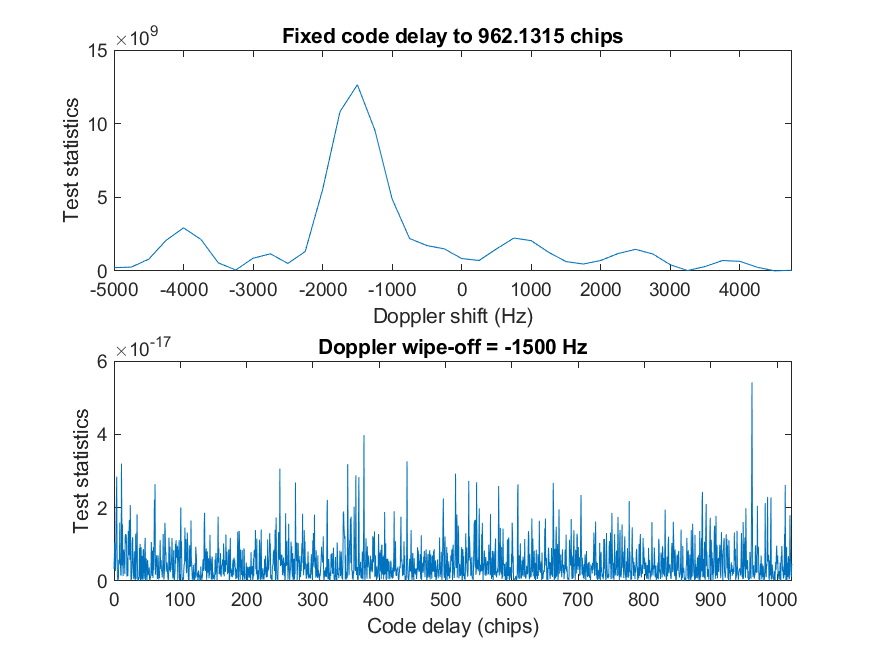 ×10^9
Fixed code delay to 962.1315 chips
15
10
5
0
Test statistics
-5000 -4000 -3000 -2000 -1000 0 1000 2000 3000 4000
Doppler shift (Hz)
×10^-17
Doppler wipe-off = -1500 Hz
6
4
2
0
Test statistics
0 100 200 300 400 500 600 700 800 900 1000
Code delay (chips)